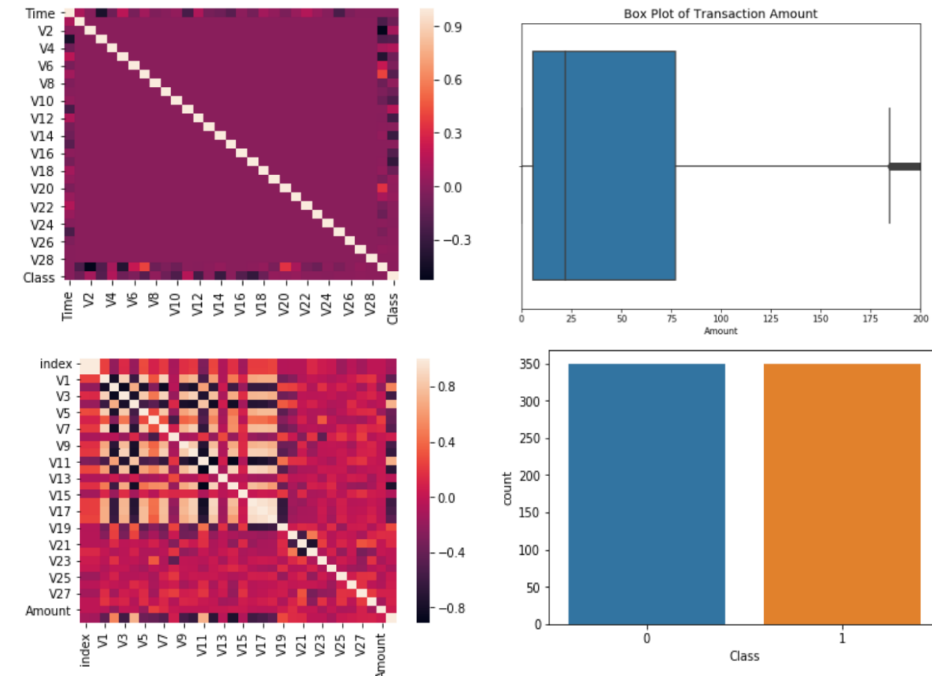 Time
V2
V4
V6
V8
V10
V12
V14
V16
V18
V20
V22
V24
V26
V28
Class
Time
V2
V4
V6
V8
V10
V12
V14
V16
V18
V20
V22
V24
V26
V28
Class
0.9
0.6
0.3
0.0
−0.3
Box Plot of Transaction Amount
0 25 50 75 100 125 150 175 200
Amount
index
V1
V3
V5
V7
V9
V11
V13
V15
V17
V19
V21
V23
V25
V27
Amount
index
V1
V3
V5
V7
V9
V11
V13
V15
V17
V19
V21
V23
V25
V27
Amount
0.8
0.4
0.0
−0.4
−0.8
350
300
250
200
150
100
50
0
count
0 1
Class